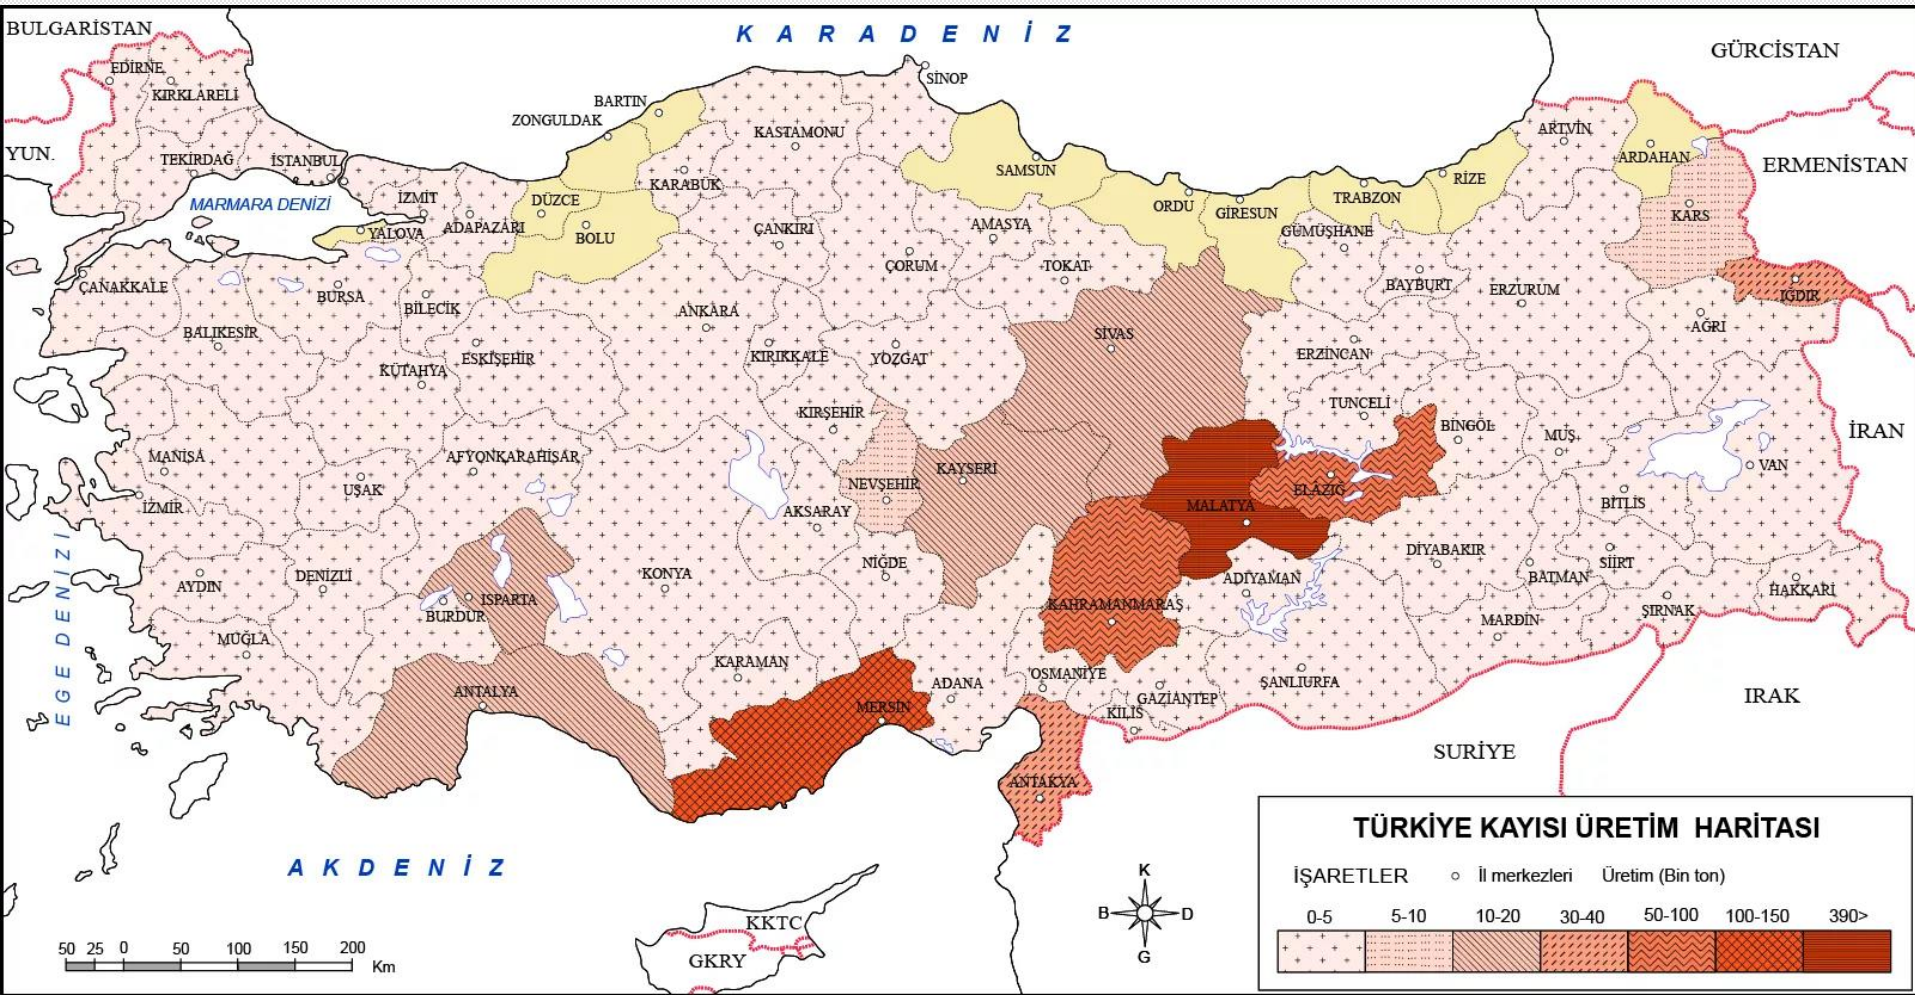 BULGARİSTAN
K A R A D E N İ Z
GÜRCİSTAN
EDİRNE
SİNOP
KIRKLARELİ
BARTIN
ZONGULDAK
KASTAMONU
ARTVİN
YUN.
TEKİRDAĞ
İSTANBUL
ARDAHAN
ERMENİSTAN
SAMSUN
RİZE
KARABÜK
İZMİT
DÜZCE
TRABZON
MARMARA DENİZİ
ORDU
GİRESUN
KARS
YALOVA
ADAPAZARI
BOLU
ÇANKIRI
AMASYA
GÜMÜŞHANE
ÇORUM
TOKAT
ÇANAKKALE
BURSA
BİLECİK
BAYBURT
ERZURUM
IĞDIR
ANKARA
BALIKESİR
SİVAS
AĞRI
ESKİŞEHİR
KIRIKKALE
YOZGAT
ERZİNCAN
KÜTAHYA
KIRŞEHİR
TUNCELİ
BİNGÖL
MUŞ
İRAN
MANİSA
AFYONKARAHİSAR
KAYSERİ
VAN
UŞAK
NEVŞEHİR
ELAZIĞ
İZMİR
AKSARAY
MALATYA
BİTLİS
EGE DENİZİ
DİYABAKIR
NİĞDE
SİİRT
AYDIN
DENİZLİ
KONYA
ADIYAMAN
BATMAN
HAKKARİ
ISPARTA
BURDUR
KAHRAMANMARAŞ
ŞIRNAK
MARDİN
MUĞLA
KARAMAN
OSMANİYE
ANTALYA
ADANA
ŞANLIURFA
GAZİANTEP
IRAK
MERSİN
KİLİS
SURİYE
ANTAKYA
A K D E N İ Z
KKTC
GKRY
K
B D
G
50 25 0 50 100 150 200
Km
TÜRKİYE KAYISI ÜRETİM HARİTASI
İŞARETLER İl merkezleri Üretim (Bin ton)
0-5 5-10 10-20 30-40 50-100 100-150 390>